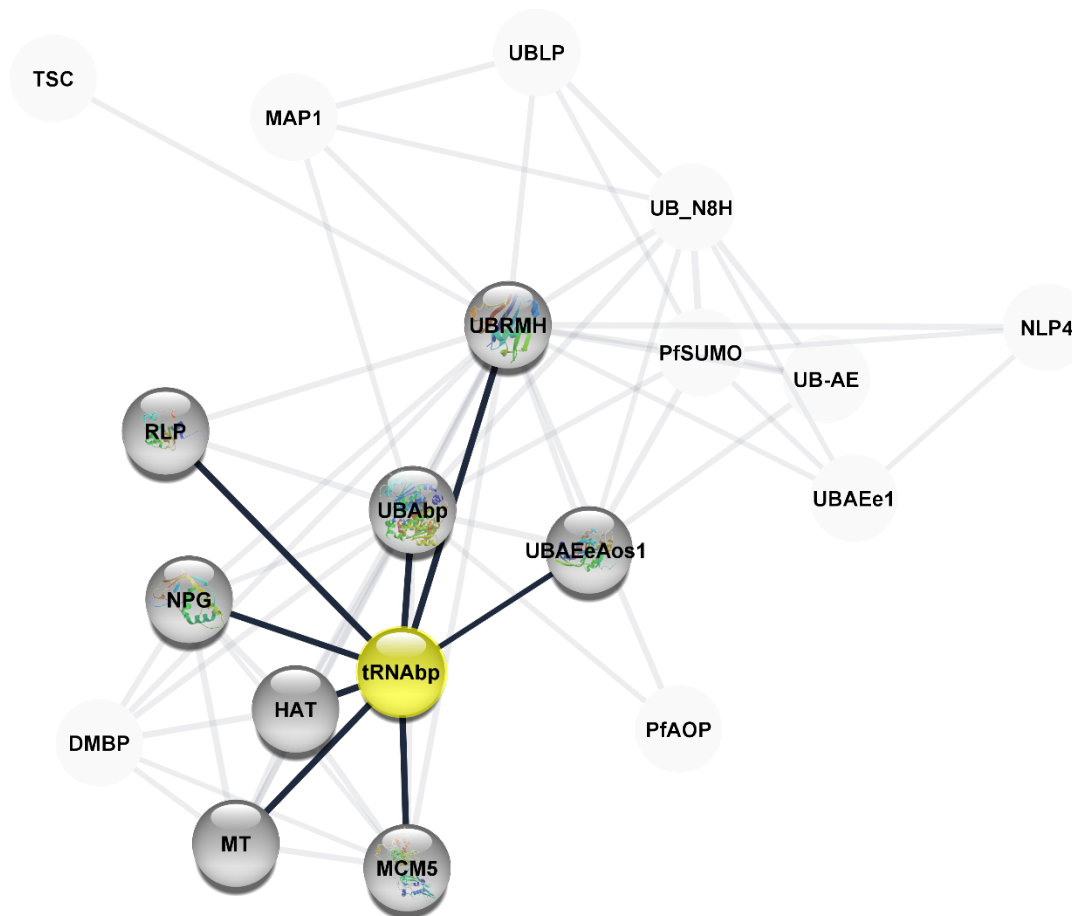 UBLP
TSC
MAP1
UB_N8H
UBRMH
NLP4
PfSUMO
UB-AE
RLP
UBAEe1
UBAbp
UBAEeAos1
NPG
tRNAbp
HAT
PfAOP
DMBP
MT
MCM5